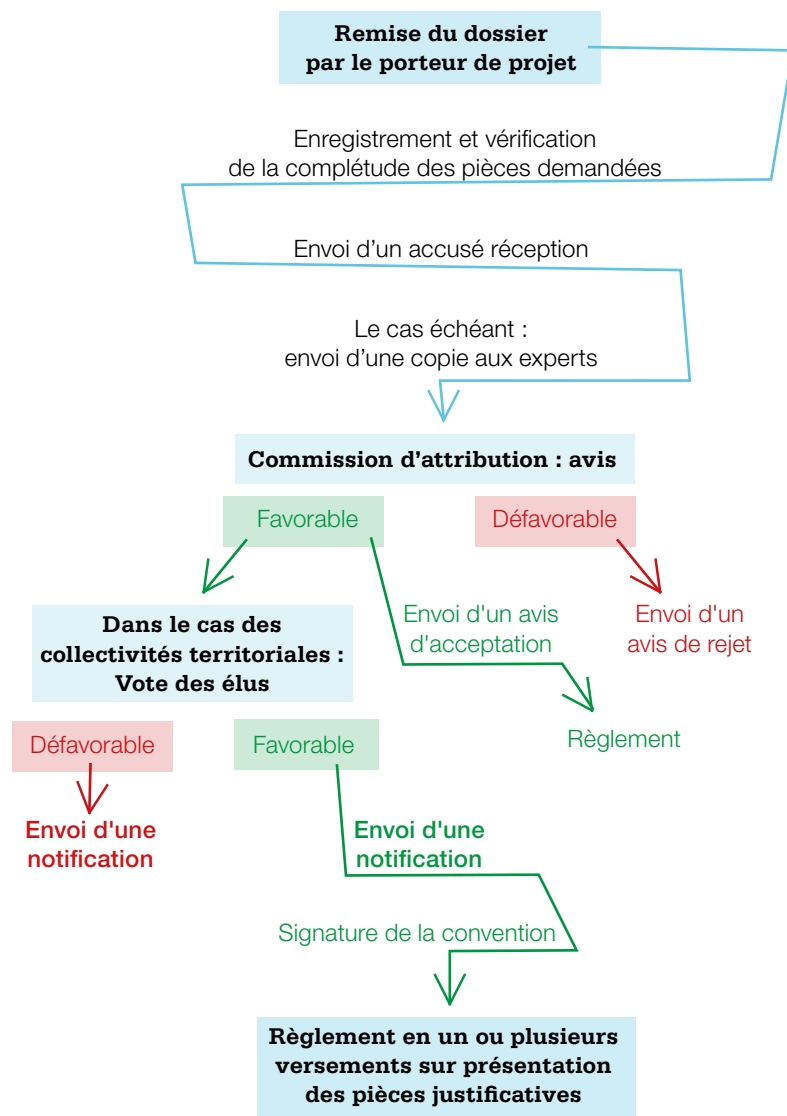 Remise du dossier
par le porteur de projet
Enregistrement et vérification
de la complétude des pièces demandées
Envoi d’un accusé réception
Le cas échéant :
envoi d’une copie aux experts
Commission d’attribution : avis
Favorable
Défavorable
Dans le cas des
collectivités territoriales :
Vote des élus
Envoi d'un avis
d'acceptation
Envoi d'un
avis de rejet
Règlement
Défavorable
Favorable
Envoi d'une
notification
Envoi d'une
notification
Signature de la convention
Règlement en un ou plusieurs
versements sur présentation
des pièces justificatives